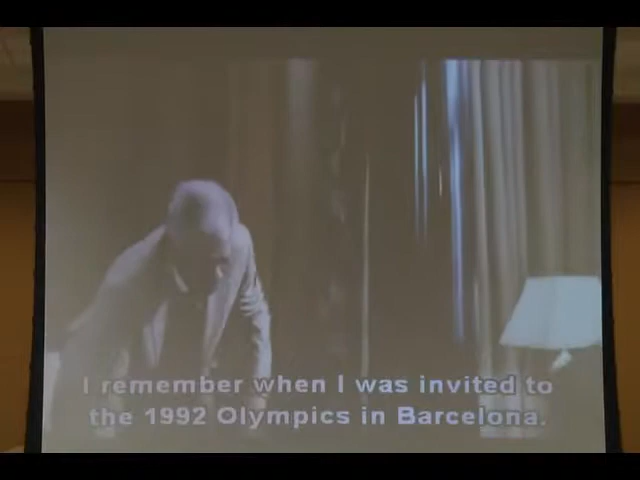 I remember when I was invited to
the 1992 Olympics in Barcelona.